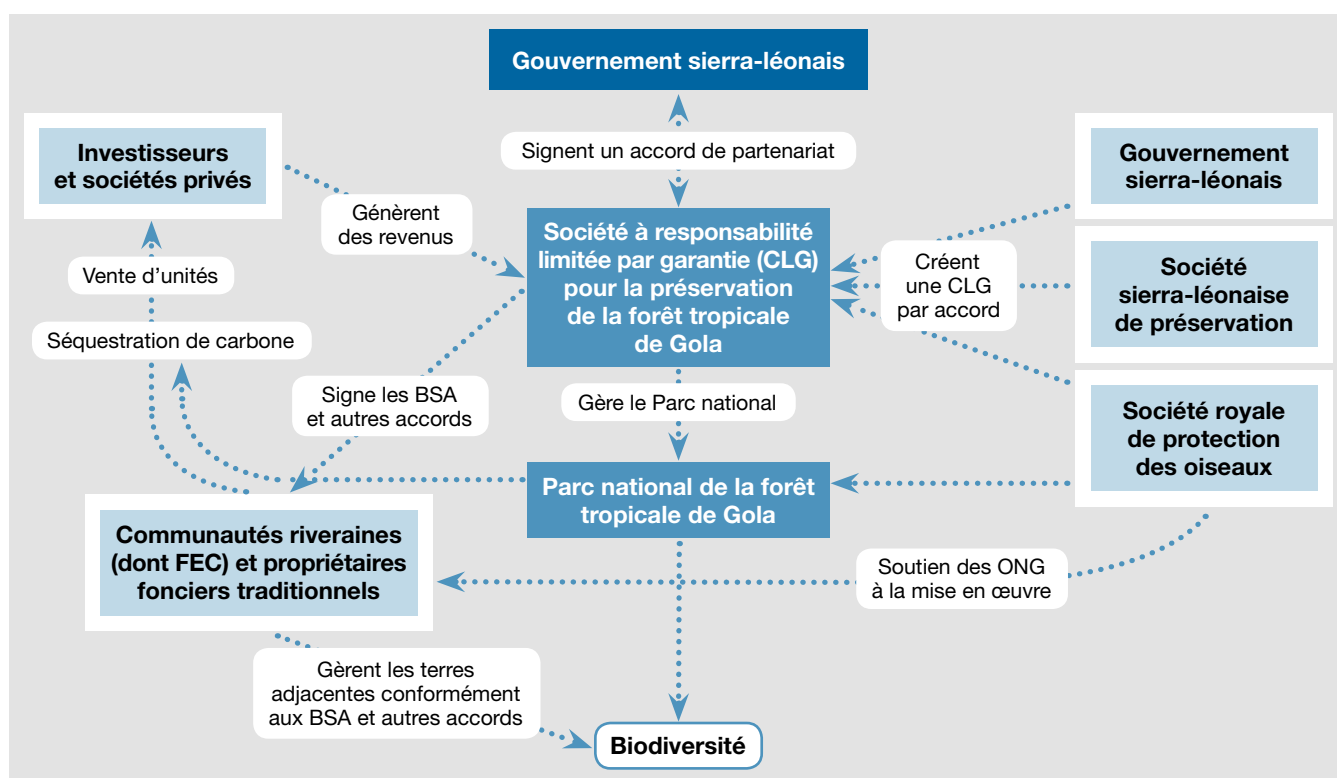 Gouvernement sierra-léonais
Signent un accord de partenariat
Investisseurs
et sociétés privés
Gouvernement
sierra-léonais
Génèrent
des revenus
Société à responsabilité
limitée par garantie (CLG)
pour la préservation
de la forêt tropicale
de Gola
Créent
une CLG
par accord
Société
sierra-léonaise
de préservation
Vente d’unités
Séquestration de carbone
Signe les BSA
et autres accords
Gère le Parc national
Société royale
de protection
des oiseaux
Parc national de la forêt
tropicale de Gola
Communautés riveraines
(dont FEC) et propriétaires
fonciers traditionnels
Soutien des ONG
à la mise en œuvre
Gèrent les terres
adjacentes conformément
aux BSA et autres accords
Biodiversité